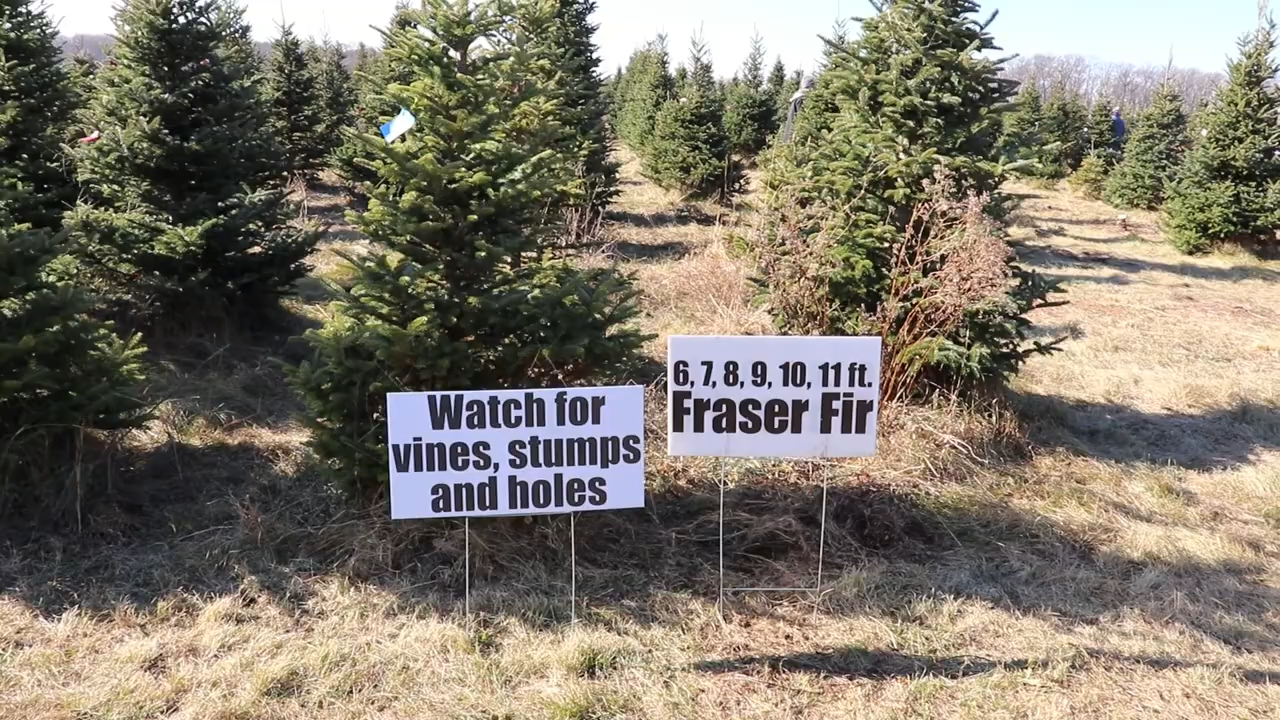 Watch for
vines, stumps
and holes
6, 7, 8, 9, 10, 11 ft.
Fraser Fir